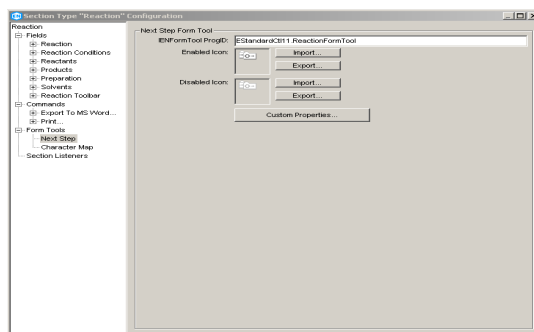 Section Type "Reaction" Configuration
Reaction
Fields
Reaction
Reaction Conditions
Reactants
Products
Preparation
Solvents
Reaction Toolbar
Commands
Export To MS Word...
Print...
Form Tools
Next Step
Character Map
Section Listeners
Next Step Form Tool
IENFormTool ProgID: EStandardCtl11.ReactionFormTool
Enabled Icon: Import...
Export...
Disabled Icon: Import...
Export...
Custom Properties...